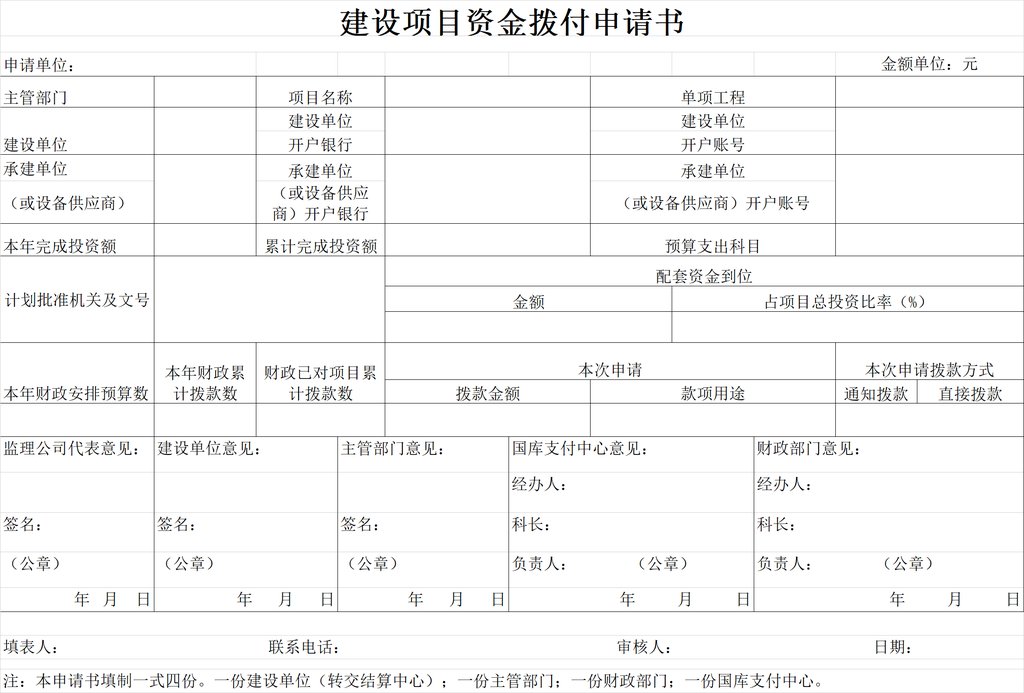 建设项目资金拨付申请书
申请单位： 金额单位：元
主管部门 项目名称 单项工程
建设单位 建设单位
建设单位 开户银行 开户账号
承建单位 承建单位 承建单位
（或设备供应商） （或设备供应 （或设备供应商）开户账号
商）开户银行
本年完成投资额 累计完成投资额 预算支出科目
配套资金到位
计划批准机关及文号 金额 占项目总投资比率（%）
本年财政累 财政已对项目累 本次申请 本次申请拨款方式
本年财政安排预算数 计拨款数 计拨款数 拨款金额 款项用途 通知拨款 直接拨款
监理公司代表意见： 建设单位意见： 主管部门意见： 国库支付中心意见： 财政部门意见：
经办人： 经办人：
签名： 签名： 签名： 科长： 科长：
（公章） （公章） （公章） 负责人： （公章） 负责人： （公章）
年 月 日 年 月 日 年 月 日 年 月 日 年 月 日
填表人： 联系电话： 审核人： 日期：
注：本申请书填制一式四份。一份建设单位（转交结算中心）；一份主管部门；一份财政部门；一份国库支付中心。